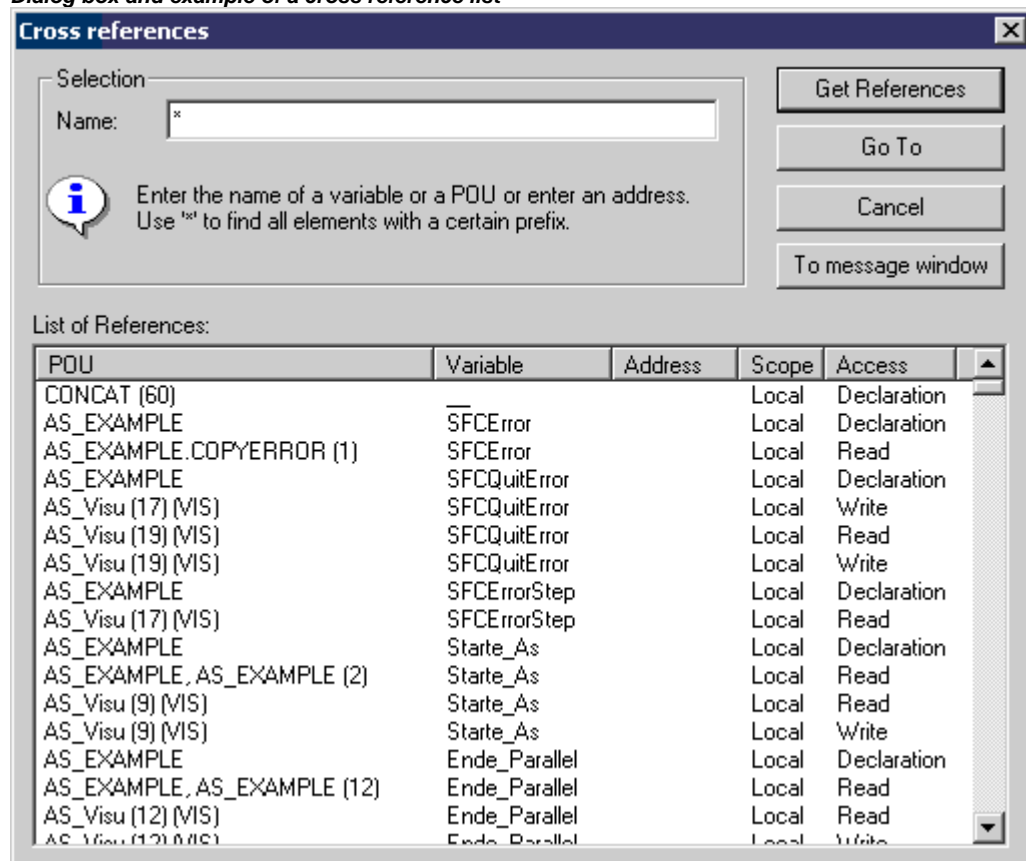 Dialog box and example of a cross reference list
Cross references
Selection
Name: *
Get References
Go To
Enter the name of a variable or a POU or enter an address.
Use '*' to find all elements with a certain prefix.
Cancel
To message window
List of References:
POU Variable Address Scope Access
CONCAT (60) __ Local Declaration
AS_EXAMPLE SFCError Local Declaration
AS_EXAMPLE.COPYERROR (1) SFCError Local Read
AS_EXAMPLE SFCQuitError Local Declaration
AS_Visu (17) (VIS) SFCQuitError Local Write
AS_Visu (19) (VIS) SFCQuitError Local Read
AS_Visu (19) (VIS) SFCQuitError Local Write
AS_EXAMPLE SFCErrorStep Local Declaration
AS_Visu (17) (VIS) SFCErrorStep Local Read
AS_EXAMPLE Starte_As Local Declaration
AS_EXAMPLE, AS_EXAMPLE (2) Starte_As Local Read
AS_Visu (9) (VIS) Starte_As Local Read
AS_Visu (9) (VIS) Starte_As Local Write
AS_EXAMPLE Ende_Parallel Local Declaration
AS_EXAMPLE, AS_EXAMPLE (12) Ende_Parallel Local Read
AS_Visu (12) (VIS) Ende_Parallel Local Read
AS_Visu (12) (VIS) Ende_Parallel Local Write